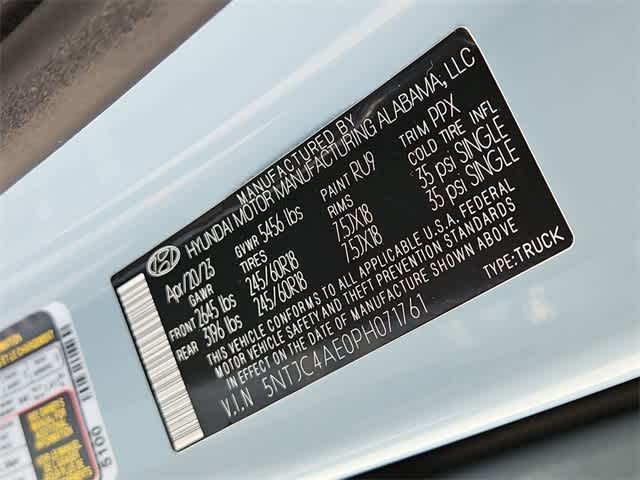 MANUFACTURED BY
HYUNDAI MOTOR MANUFACTURING ALABAMA, LLC
Apr/20/23 GVWR 5456 lbs PAINT RU9 TRIM PPX
GAWR TIRES RIMS COLD TIRE INFL
FRONT 2645 lbs 245/60R18 7.5JX18 35 psi SINGLE
REAR 3196 lbs 245/60R18 7.5JX18 35 psi SINGLE
THIS VEHICLE CONFORMS TO ALL APPLICABLE U.S.A. FEDERAL
MOTOR VEHICLE SAFETY AND THEFT PREVENTION STANDARDS
IN EFFECT ON THE DATE OF MANUFACTURE SHOWN ABOVE
V.I.N 5NTJC4AE0PH071761 TYPE:TRUCK
5100